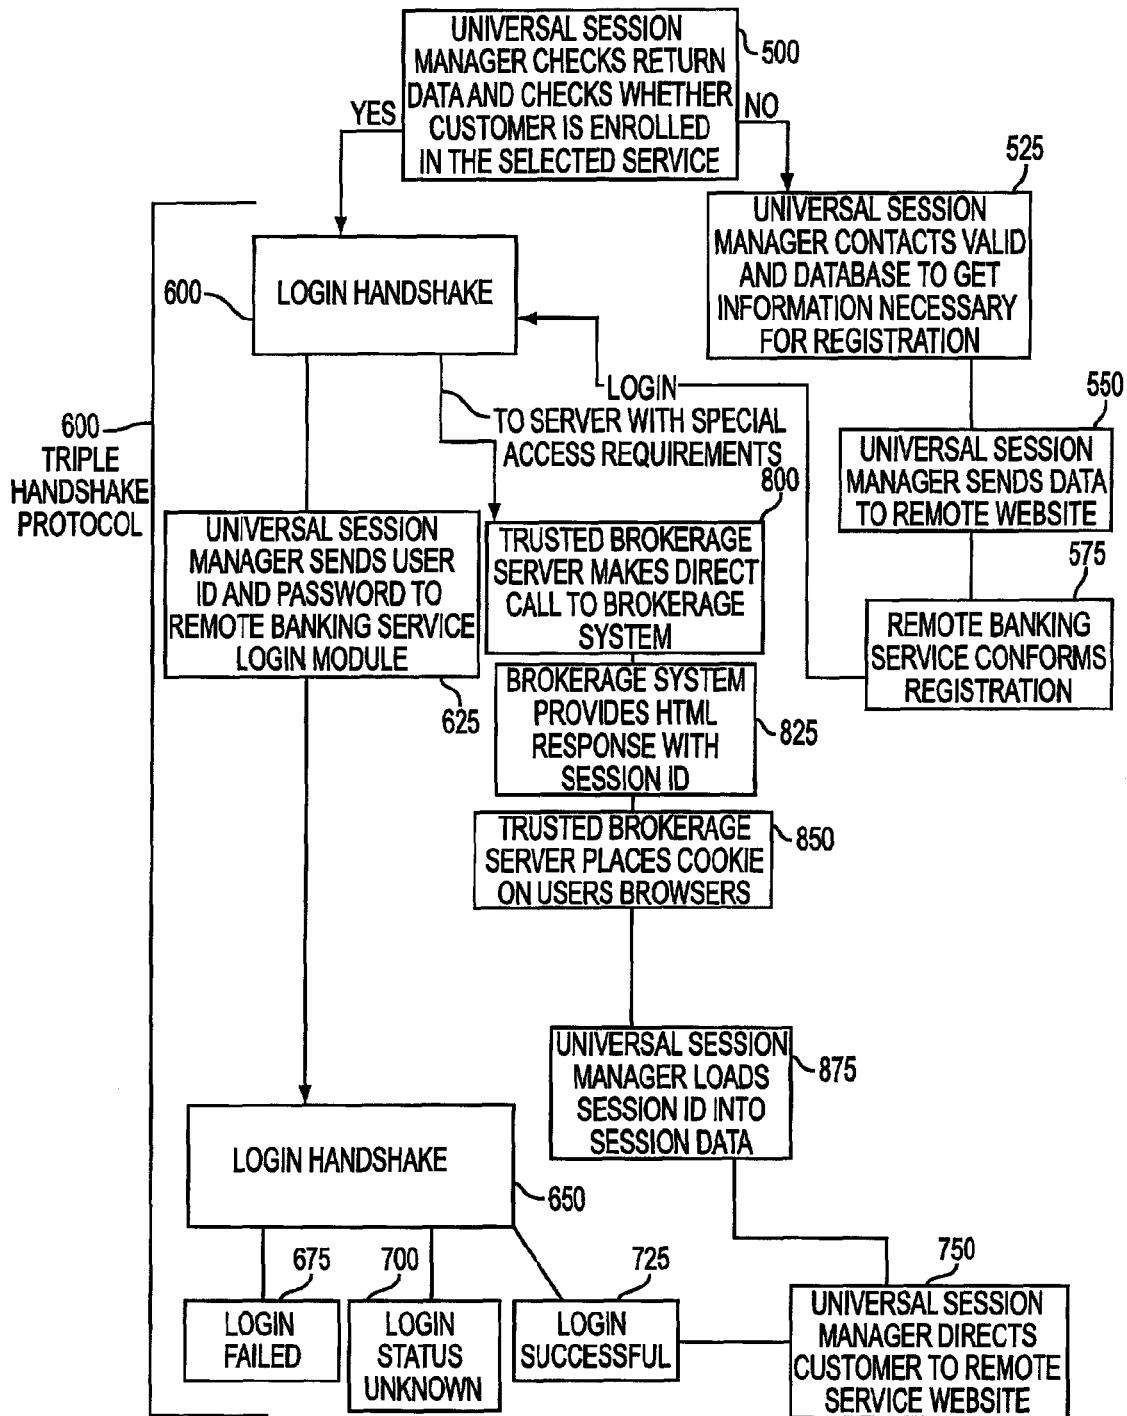 UNIVERSAL SESSION
MANAGER CHECKS RETURN
DATA AND CHECKS WHETHER
CUSTOMER IS ENROLLED
IN THE SELECTED SERVICE
500
YES
NO
525
UNIVERSAL SESSION
MANAGER CONTACTS VALID
AND DATABASE TO GET
INFORMATION NECESSARY
FOR REGISTRATION
600
LOGIN HANDSHAKE
LOGIN
TO SERVER WITH SPECIAL
ACCESS REQUIREMENTS
550
UNIVERSAL SESSION
MANAGER SENDS DATA
TO REMOTE WEBSITE
575
REMOTE BANKING
SERVICE CONFORMS
REGISTRATION
600
TRIPLE
HANDSHAKE
PROTOCOL
UNIVERSAL SESSION
MANAGER SENDS USER
ID AND PASSWORD TO
REMOTE BANKING SERVICE
LOGIN MODULE
625
800
TRUSTED BROKERAGE
SERVER MAKES DIRECT
CALL TO BROKERAGE
SYSTEM
BROKERAGE SYSTEM
PROVIDES HTML
RESPONSE WITH
SESSION ID
825
TRUSTED BROKERAGE
SERVER PLACES COOKIE
ON USERS BROWSERS
850
UNIVERSAL SESSION
MANAGER LOADS
SESSION ID INTO
SESSION DATA
875
LOGIN HANDSHAKE
650
675
LOGIN
FAILED
700
LOGIN
STATUS
UNKNOWN
725
LOGIN
SUCCESSFUL
750
UNIVERSAL SESSION
MANAGER DIRECTS
CUSTOMER TO REMOTE
SERVICE WEBSITE